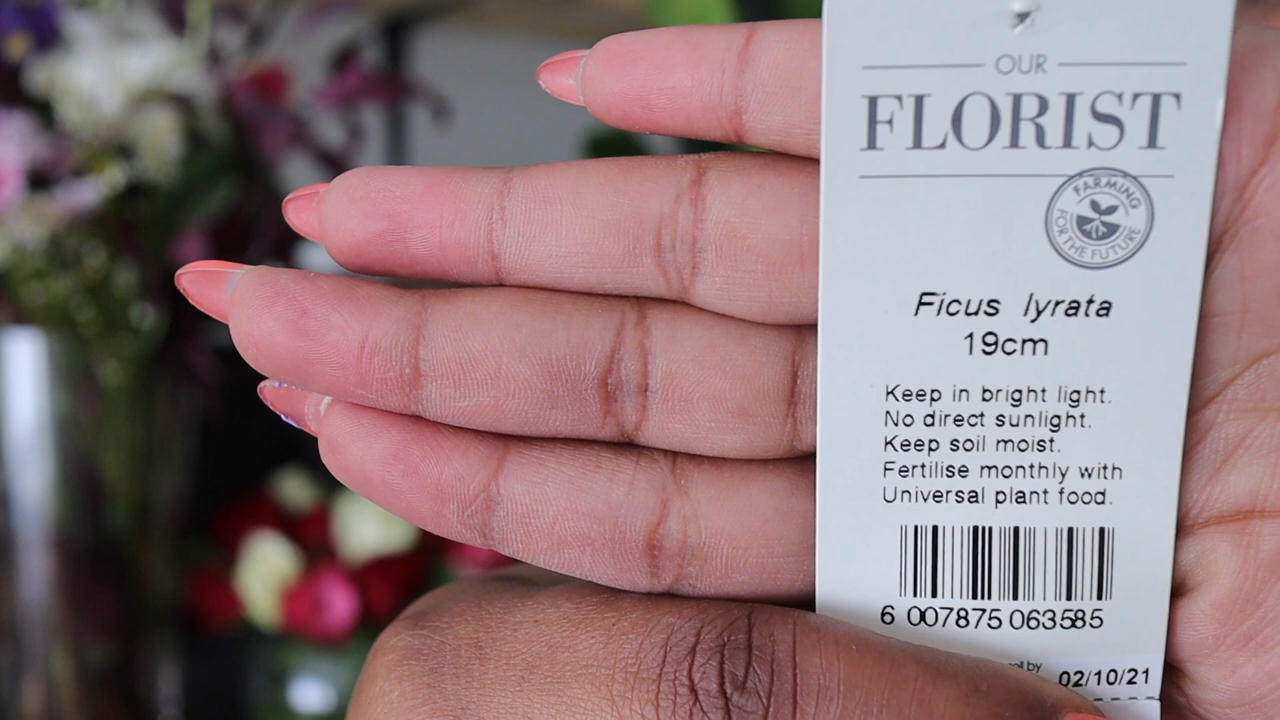 OUR
FLORIST
FARMING
FOR THE FUTURE
Ficus lyrata
19cm
Keep in bright light.
No direct sunlight.
Keep soil moist.
Fertilise monthly with
Universal plant food.
6 007875 063585
by
02/10/21